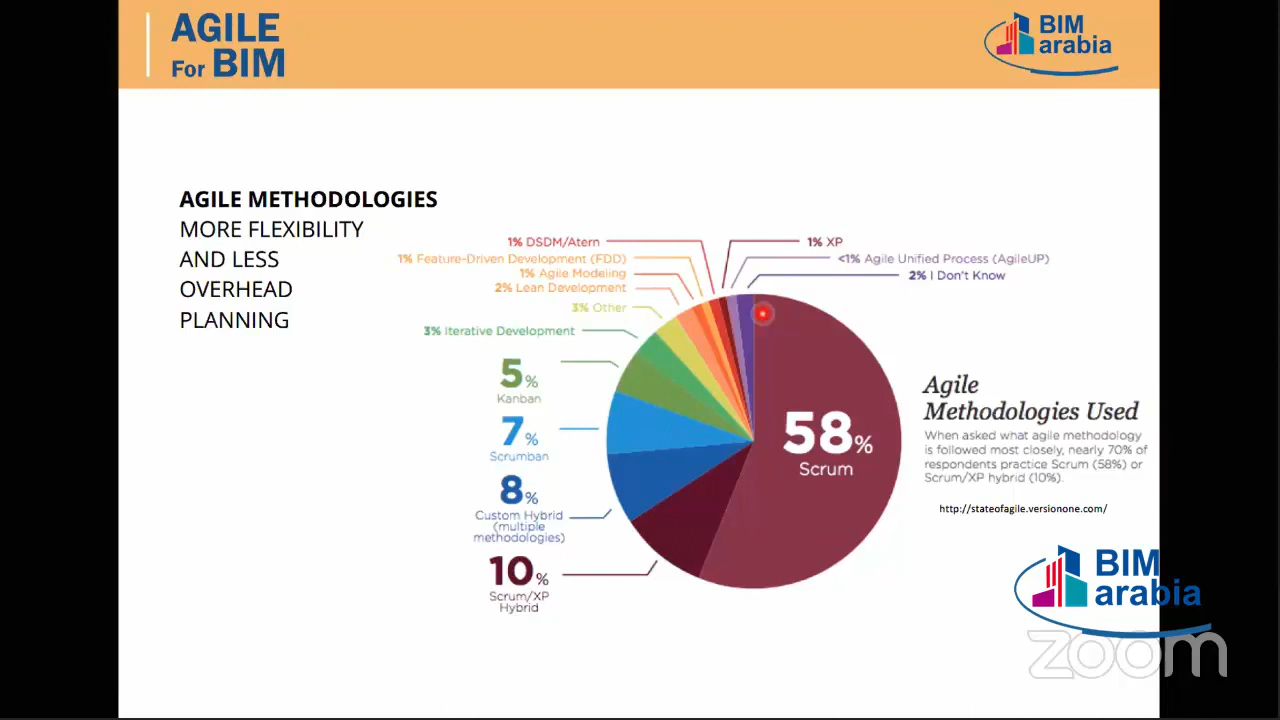 AGILE
For BIM
BIM
arabia
AGILE METHODOLOGIES
MORE FLEXIBILITY
AND LESS
OVERHEAD
PLANNING
1% DSDM/Atern
1% Feature-Driven Development (FDD)
1% Agile Modeling
2% Lean Development
3% Other
3% Iterative Development
5%
Kanban
7%
Scrumban
8%
Custom Hybrid
(multiple
methodologies)
10%
Scrum/XP
Hybrid
1% XP
<1% Agile Unified Process (AgileUP)
2% I Don't Know
58%
Scrum
Agile
Methodologies Used
When asked what agile methodology
is followed most closely, nearly 70% of
respondents practice Scrum (58%) or
Scrum/XP hybrid (10%).
http://stateofagile.versionone.com/
BIM
arabia
zoom